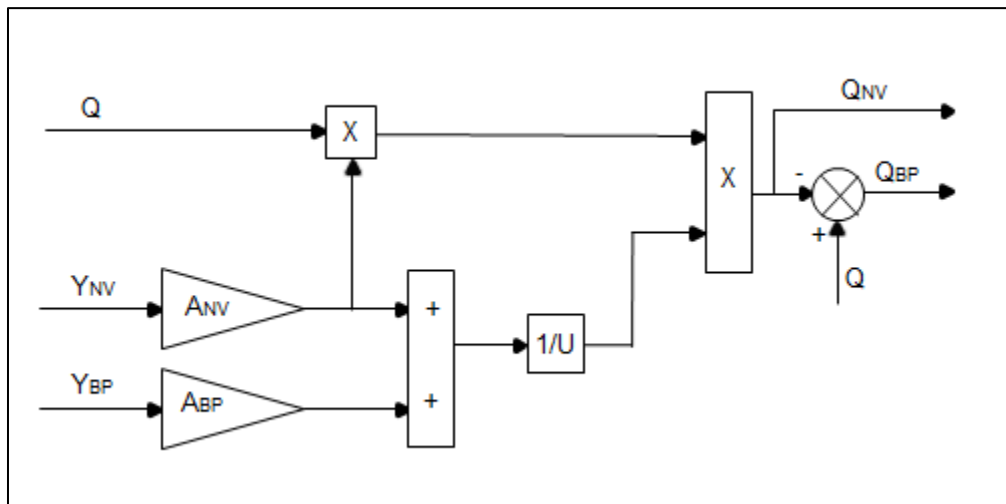 Q
X
QNV
X
-
QBP
+
Q
YNV
ANV
+
1/U
YBP
ABP
+